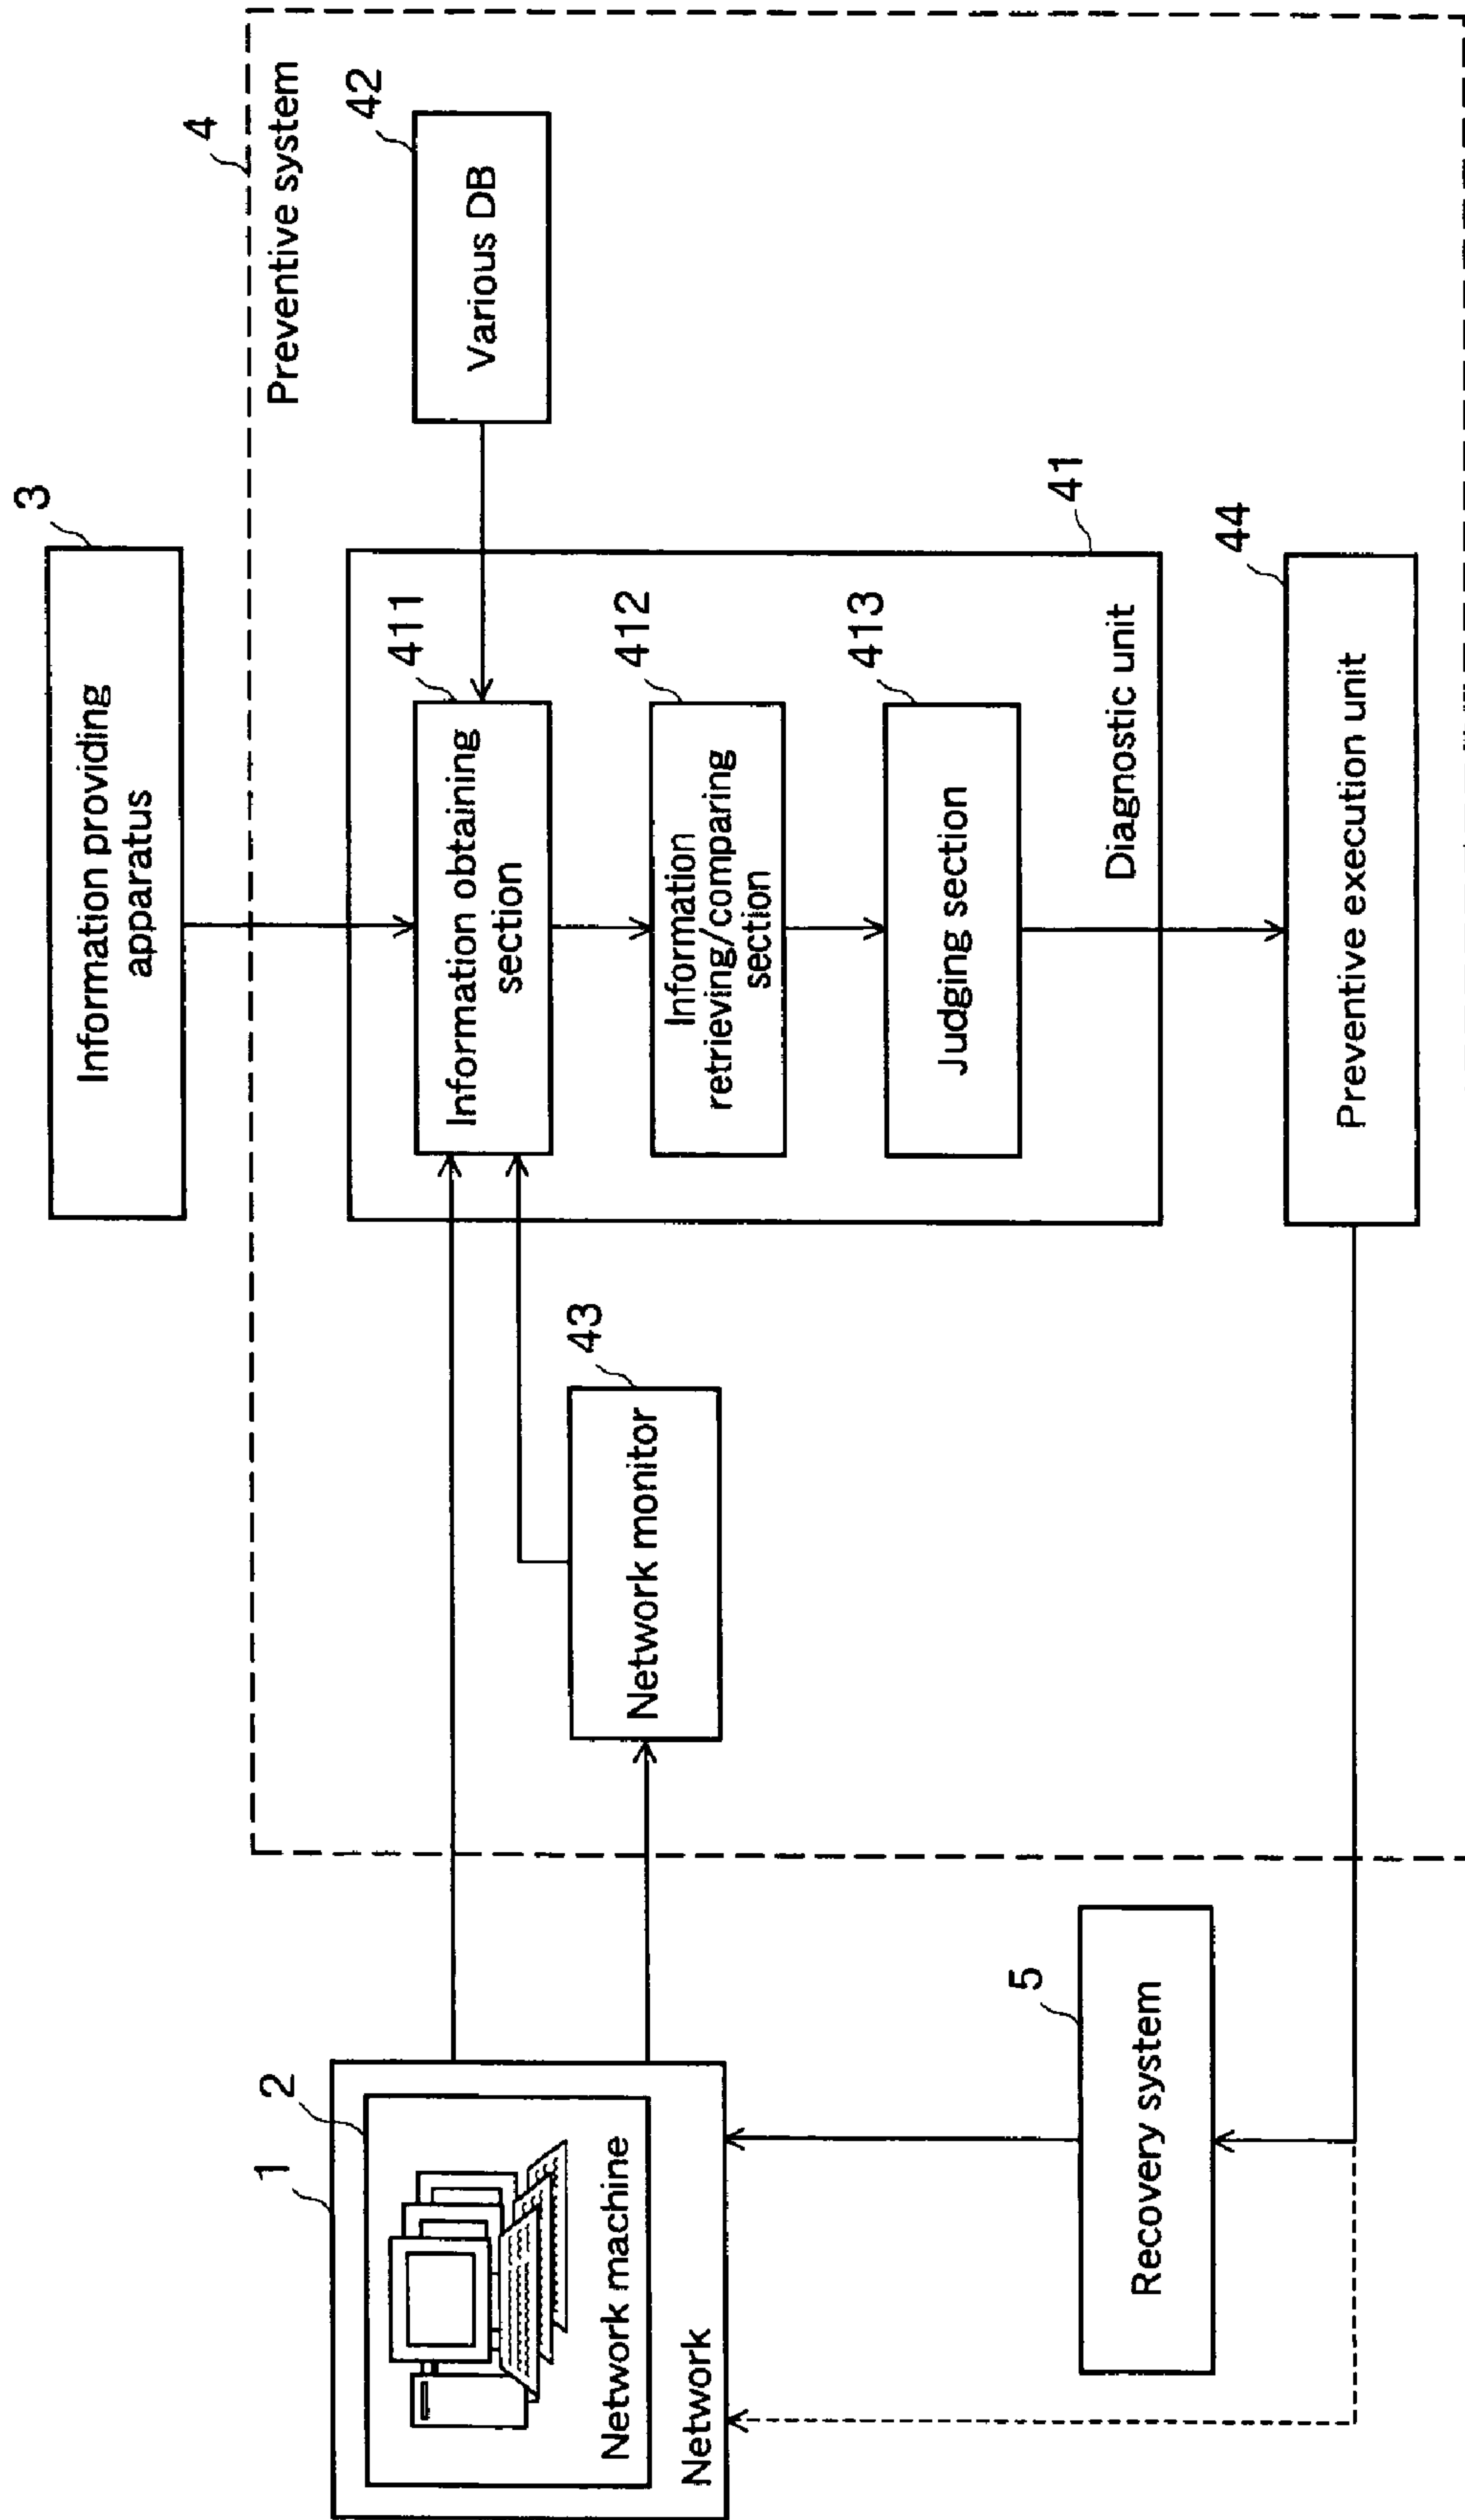 3
Information providing
apparatus
4
Preventive system
42
Various DB
1
2
Network machine
Network
411
Information obtaining
section
43
Network monitor
412
Information
retrieving/comparing
section
413
Judging section
Diagnostic unit
41
5
Recovery system
44
Preventive execution unit